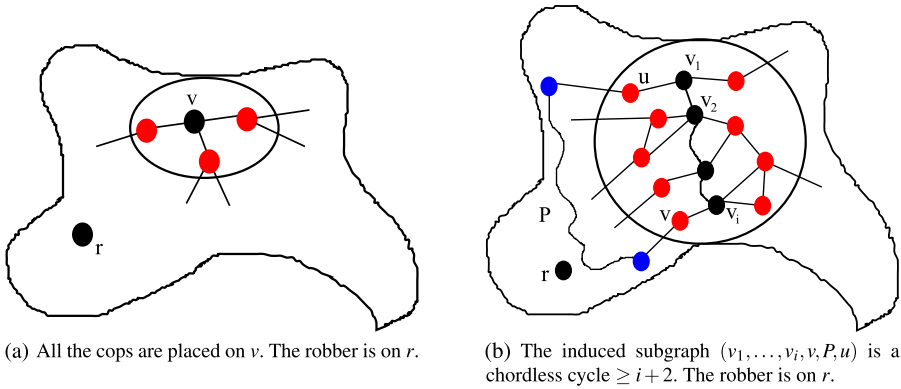 v
r
v1
u
v2
P
v
vi
r
(a) All the cops are placed on v. The robber is on r.
(b) The induced subgraph (v1,...,vi,v,P,u) is a
chordless cycle ≥ i+2. The robber is on r.